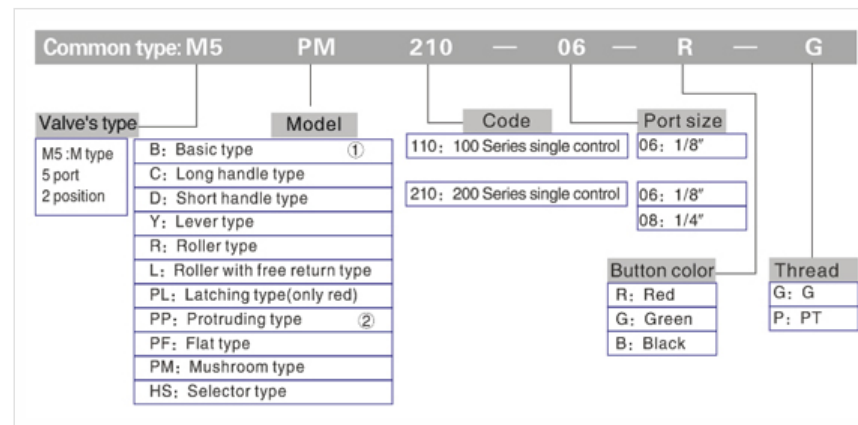 Common type: M5 PM 210 — 06 — R — G
Valve's type
M5 :M type
5 port
2 position
Model
B: Basic type ①
C: Long handle type
D: Short handle type
Y: Lever type
R: Roller type
L: Roller with free return type
PL: Latching type(only red)
PP: Protruding type ②
PF: Flat type
PM: Mushroom type
HS: Selector type
Code
110: 100 Series single control
210: 200 Series single control
Port size
06: 1/8"
06: 1/8"
08: 1/4"
Button color
R: Red
G: Green
B: Black
Thread
G: G
P: PT